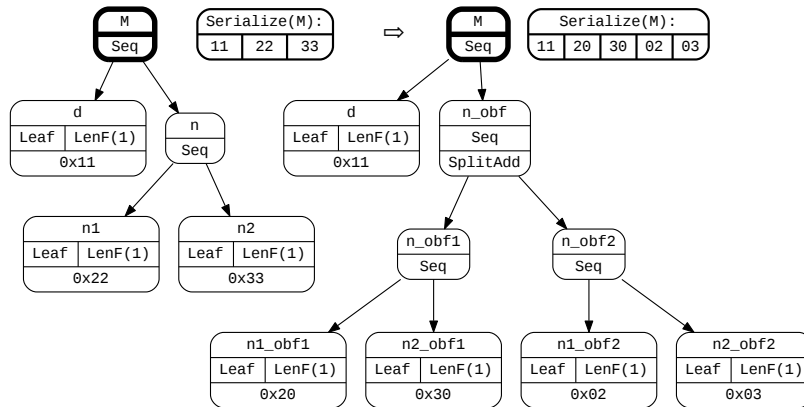 M
Seq
Serialize(M):
11 22 33
⇨
M
Seq
Serialize(M):
11 20 30 02 03
d
Leaf LenF(1)
0x11
n
Seq
d
Leaf LenF(1)
0x11
n_obf
Seq
SplitAdd
n1
Leaf LenF(1)
0x22
n2
Leaf LenF(1)
0x33
n_obf1
Seq
n_obf2
Seq
n1_obf1
Leaf LenF(1)
0x20
n2_obf1
Leaf LenF(1)
0x30
n1_obf2
Leaf LenF(1)
0x02
n2_obf2
Leaf LenF(1)
0x03